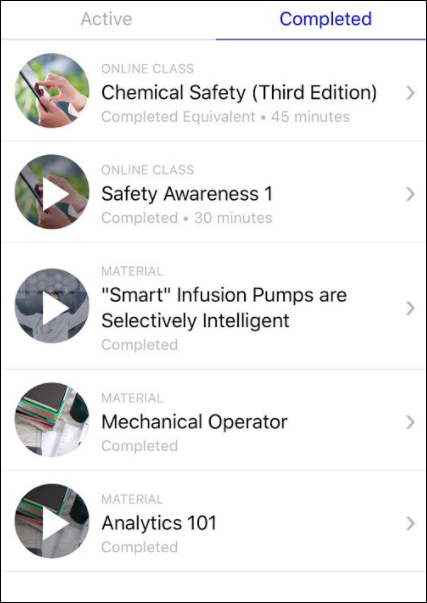 Active
Completed
ONLINE CLASS
Chemical Safety (Third Edition)
Completed Equivalent • 45 minutes
ONLINE CLASS
Safety Awareness 1
Completed • 30 minutes
MATERIAL
"Smart" Infusion Pumps are
Selectively Intelligent
Completed
MATERIAL
Mechanical Operator
Completed
MATERIAL
Analytics 101
Completed